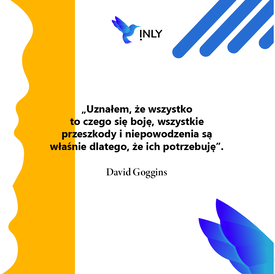 INLY
„Uznałem, że wszystko
to czego się boję, wszystkie
przeszkody i niepowodzenia są
właśnie dlatego, że ich potrzebuję”.
David Goggins